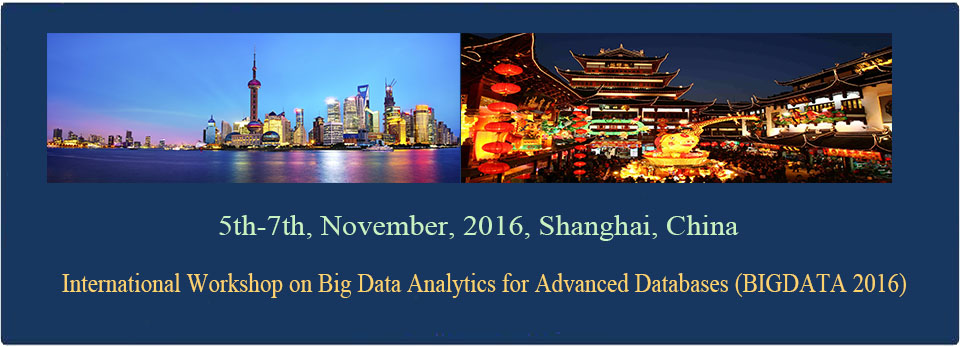 5th-7th, November, 2016, Shanghai, China
International Workshop on Big Data Analytics for Advanced Databases (BIGDATA 2016)